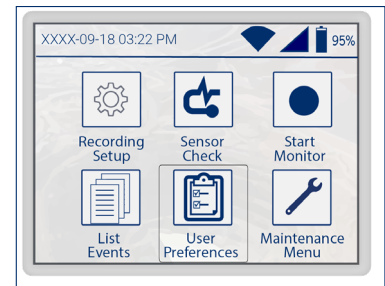 XXXX-09-18 03:22 PM 95%
Recording Sensor Start
Setup Check Monitor
List User Maintenance
Events Preferences Menu